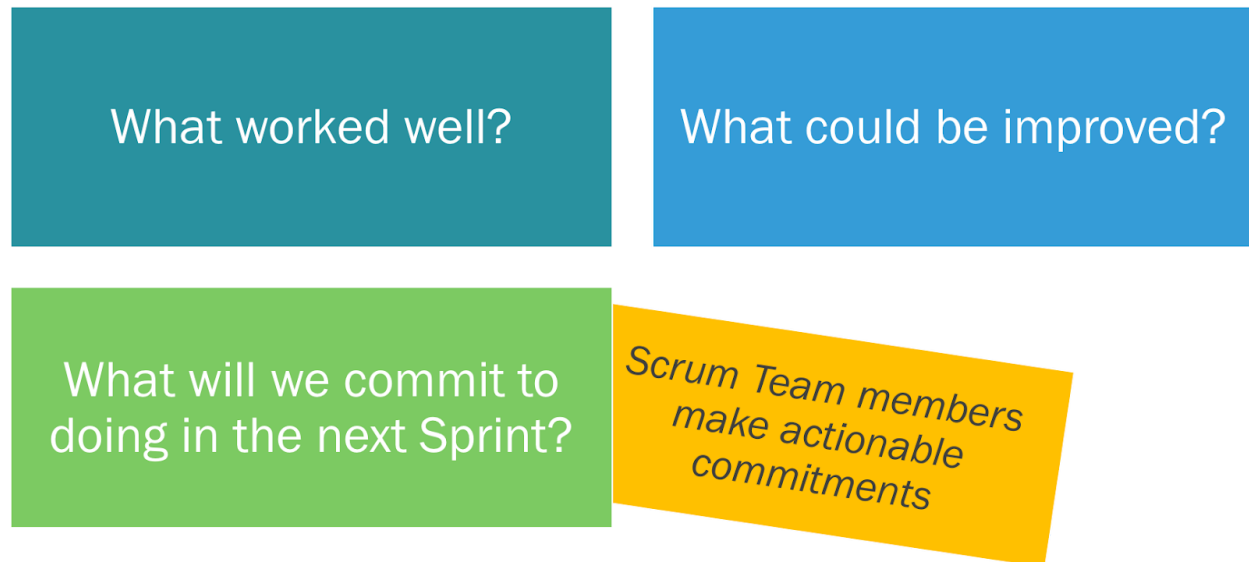 What worked well?
What could be improved?
What will we commit to
doing in the next Sprint?
Scrum Team members
make actionable
commitments